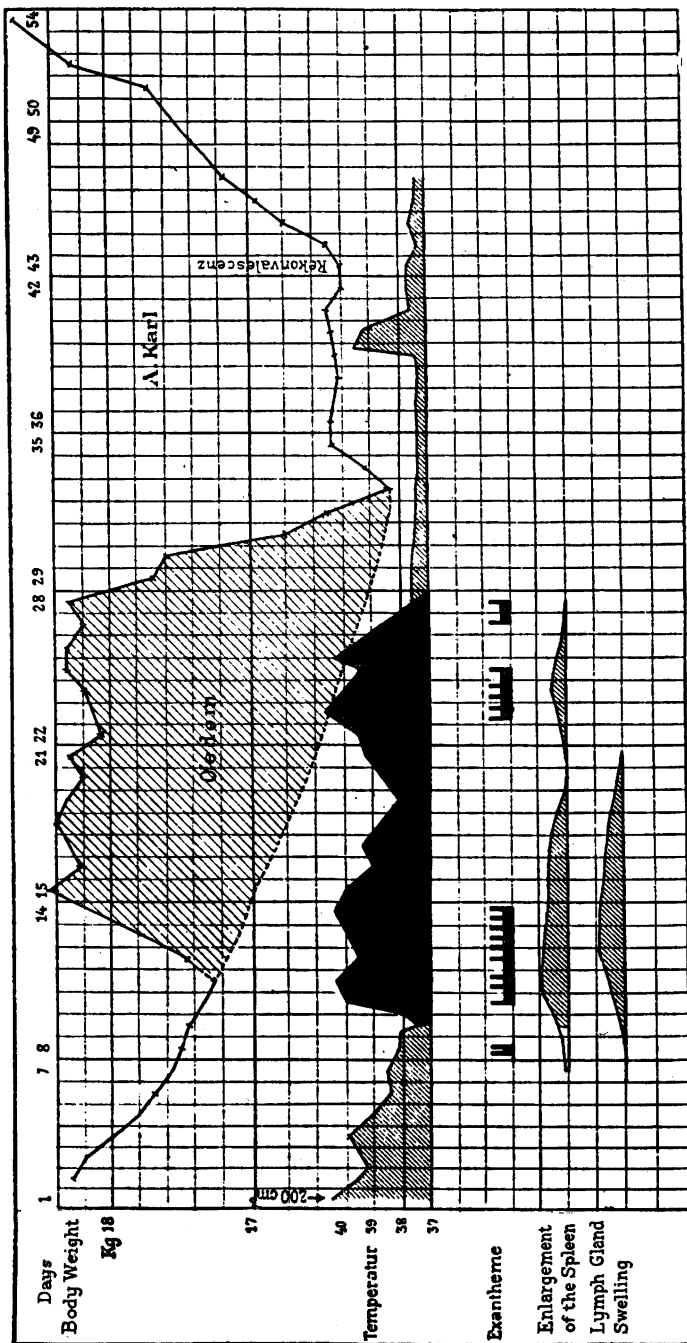 Days
1 7 8 14 15 21 22 28 29 35 36 42 43 49 50 54
Body Weight
Kg 18
17
A. Karl
Oedem
Rekonvalescenz
200 cm
Temperatur
40
39
38
37
Exantheme
Enlargement
of the Spleen
Lymph Gland
Swelling